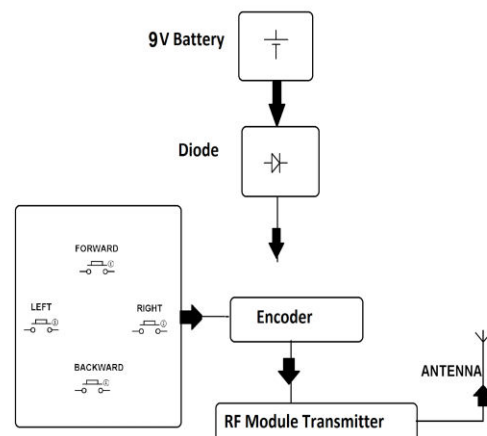 9V Battery
Diode
FORWARD
LEFT
RIGHT
BACKWARD
Encoder
ANTENNA
RF Module Transmitter